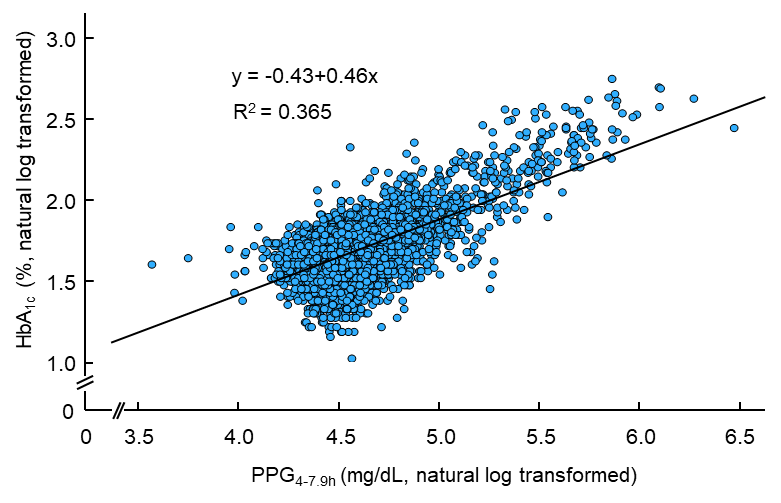 HbA1c (%, natural log transformed)
3.0
2.5
2.0
1.5
1.0
0
y = -0.43+0.46x
R2 = 0.365
0 3.5 4.0 4.5 5.0 5.5 6.0 6.5
PPG4-7.9h (mg/dL, natural log transformed)